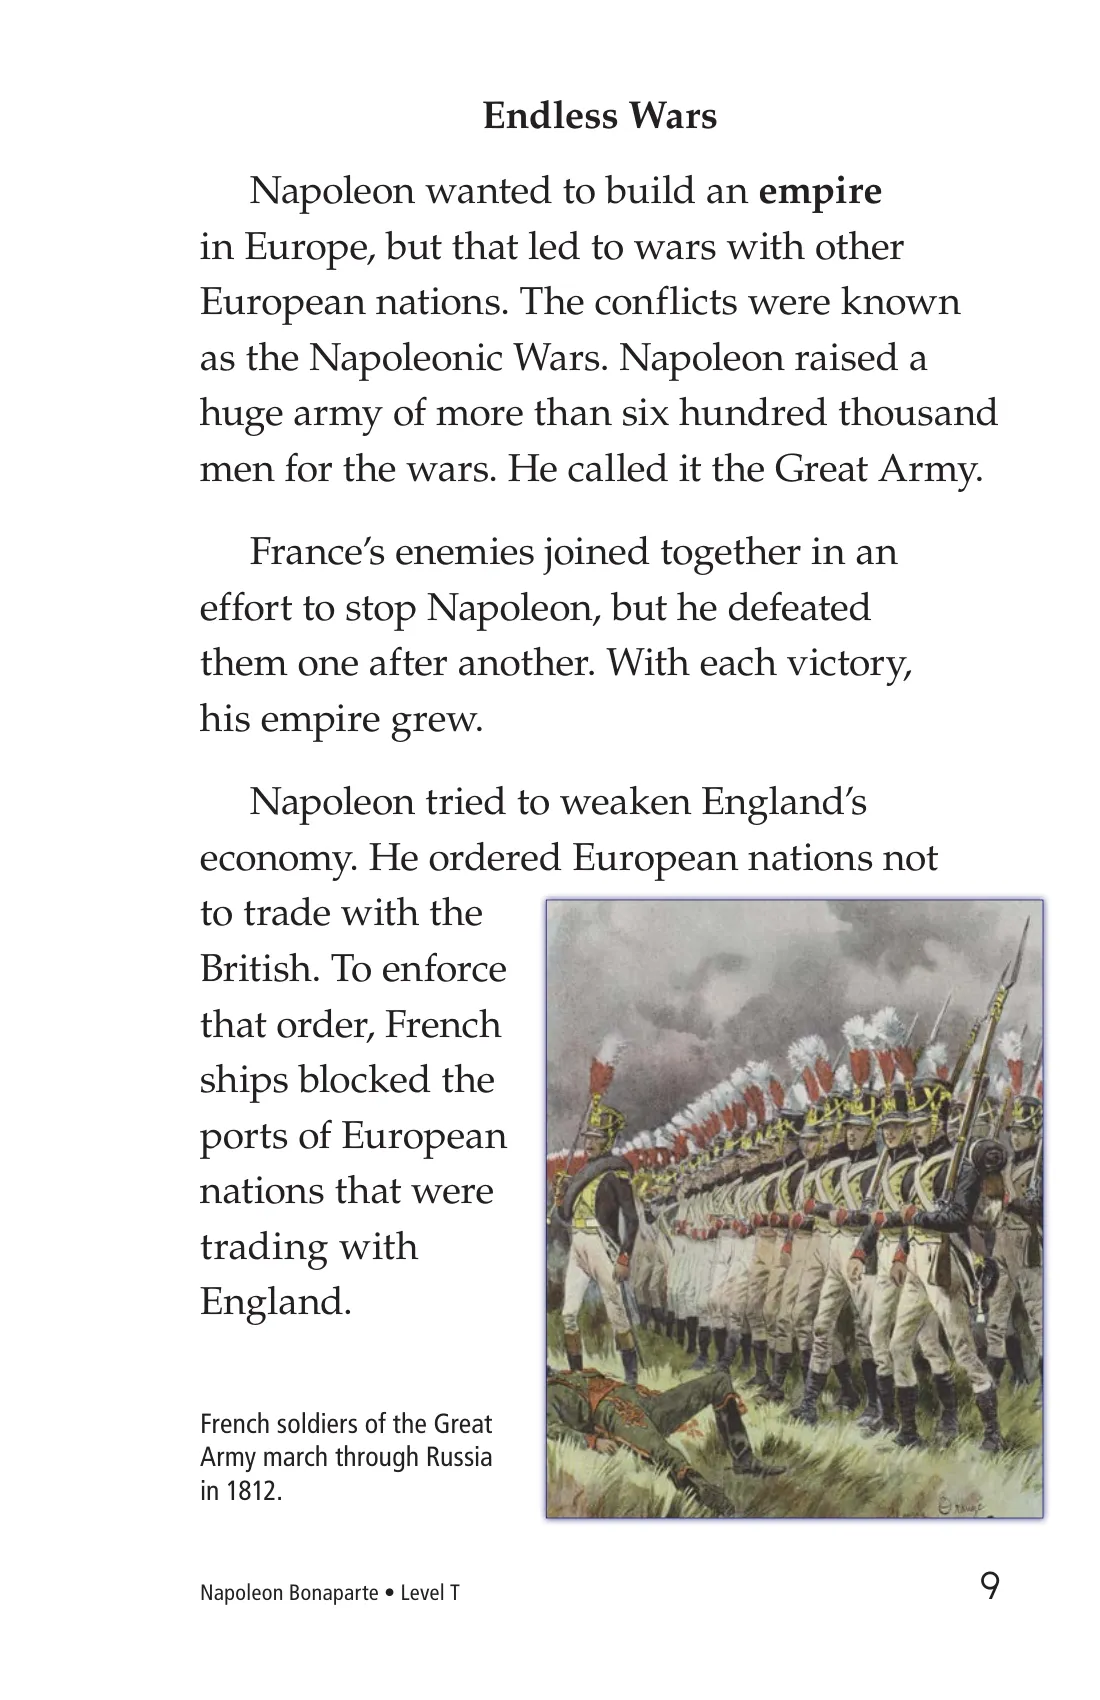 Endless Wars
Napoleon wanted to build an empire
in Europe, but that led to wars with other
European nations. The conflicts were known
as the Napoleonic Wars. Napoleon raised a
huge army of more than six hundred thousand
men for the wars. He called it the Great Army.
France’s enemies joined together in an
effort to stop Napoleon, but he defeated
them one after another. With each victory,
his empire grew.
Napoleon tried to weaken England’s
economy. He ordered European nations not
to trade with the
British. To enforce
that order, French
ships blocked the
ports of European
nations that were
trading with
England.
French soldiers of the Great
Army march through Russia
in 1812.
Napoleon Bonaparte • Level T
9